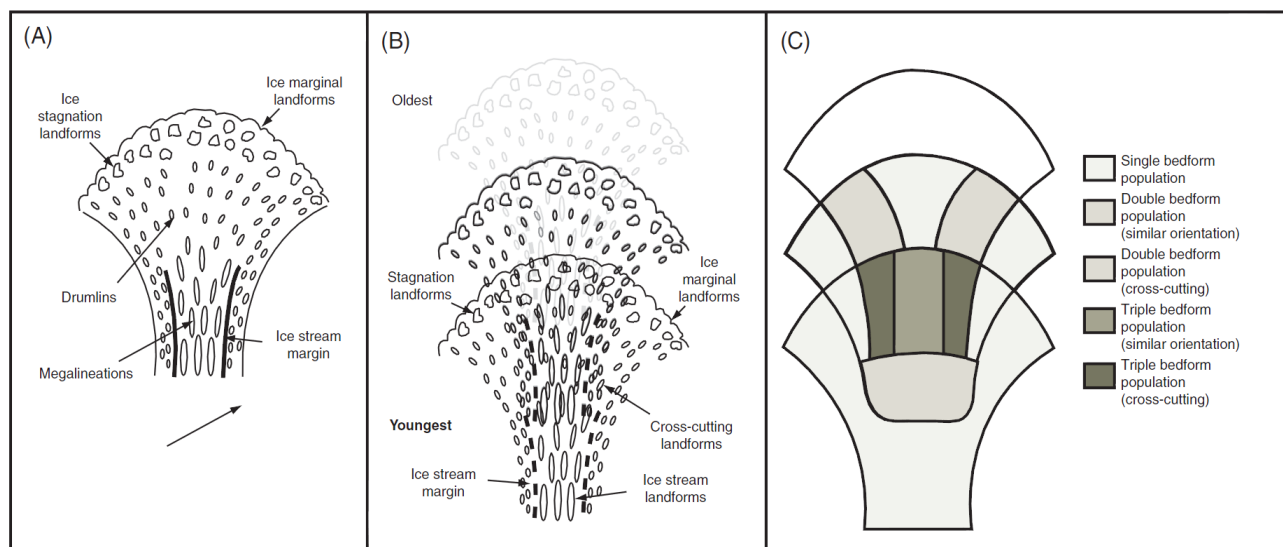 (A)
Ice
stagnation
landforms
Ice marginal
landforms
Drumlins
Megalineations
Ice stream
margin
(B)
Oldest
Stagnation
landforms
Ice
marginal
landforms
Youngest
Cross-cutting
landforms
Ice stream
margin
Ice stream
landforms
(C)
Single bedform
population
Double bedform
population
(similar orientation)
Double bedform
population
(cross-cutting)
Triple bedform
population
(similar orientation)
Triple bedform
population
(cross-cutting)